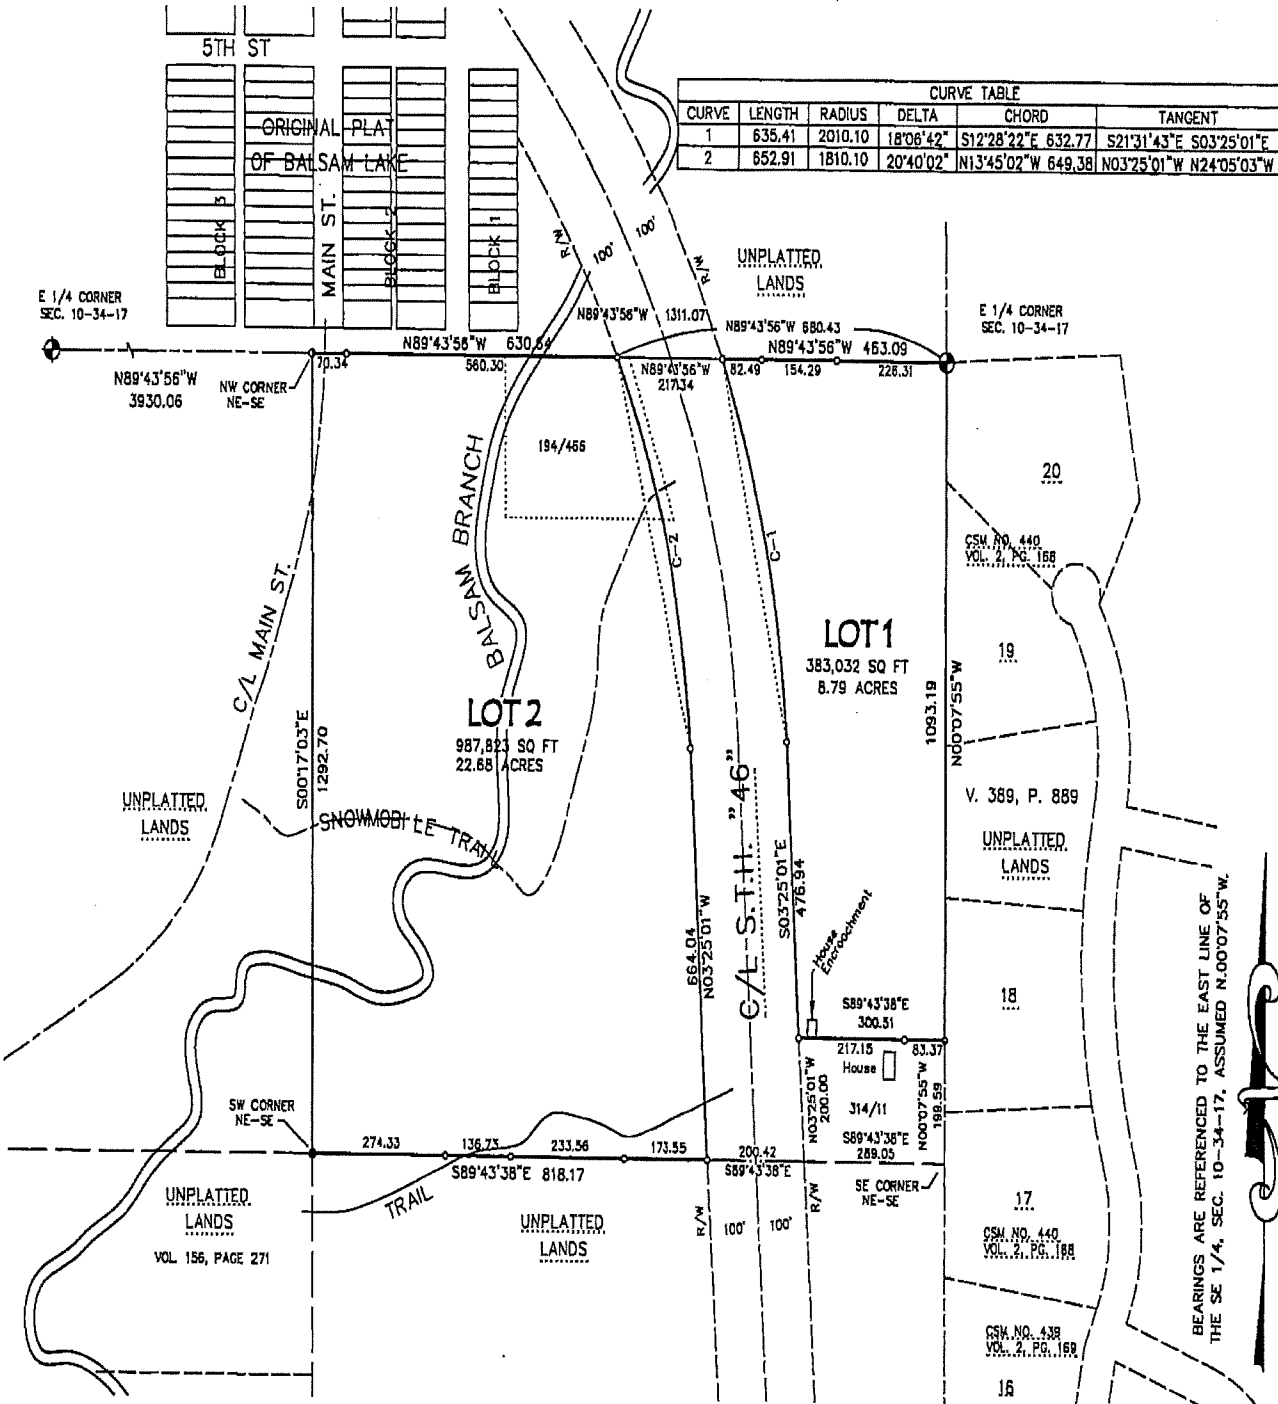 5TH ST
ORIGINAL PLAT
OF BALSAM LAKE
BLOCK 3
MAIN ST.
BLOCK 2
BLOCK 1
CURVE TABLE
CURVE LENGTH RADIUS DELTA CHORD TANGENT
1 635.41 2010.10 18°06'42" S12°28'22"E 632.77 S21°31'43"E S03°25'01"E
2 652.91 1810.10 20°40'02" N13°45'02"W 649.38 N03°25'01"W N24°05'03"W
R/W
100'
100'
R/W
UNPLATTED
LANDS
E 1/4 CORNER
SEC. 10-34-17
E 1/4 CORNER
SEC. 10-34-17
N89°43'56"W 1311.07
N89°43'56"W 680.43
N89°43'56"W 630.64
N89°43'56"W 463.09
N89°43'56"W
3930.06
NW CORNER
NE-SE
70.34
560.30
N89°43'56"W
217.34
82.49
154.29
226.31
194/466
BALSAM BRANCH
C-2
C-1
20
CSM NO. 440
VOL. 2, PG. 168
C/L MAIN ST.
LOT 1
383,032 SQ FT
8.79 ACRES
19
1093.19
N00°07'55"W
LOT 2
987,823 SQ FT
22.68 ACRES
S00°17'03"E
1292.70
UNPLATTED
LANDS
SNOWMOBILE TRAIL
C/L S.T.H. "46"
V. 389, P. 889
UNPLATTED
LANDS
S03°25'01"E
476.94
664.04
N03°25'01"W
House
Encroachment
S89°43'38"E
300.51
217.15
83.37
House
18
N03°25'01"W
200.00
314/11
N00°07'55"W
199.59
S89°43'38"E
289.05
SW CORNER
NE-SE
274.33
136.73
233.56
173.55
200.42
S89°43'38"E 818.17
S89°43'38"E
SE CORNER
NE-SE
TRAIL
UNPLATTED
LANDS
VOL. 156, PAGE 271
UNPLATTED
LANDS
R/W
100'
100'
R/W
17
CSM NO. 440
VOL. 2, PG. 168
CSM NO. 439
VOL. 2, PG. 169
16
BEARINGS ARE REFERENCED TO THE EAST LINE OF
THE SE 1/4, SEC. 10-34-17, ASSUMED N.00°07'55"W.